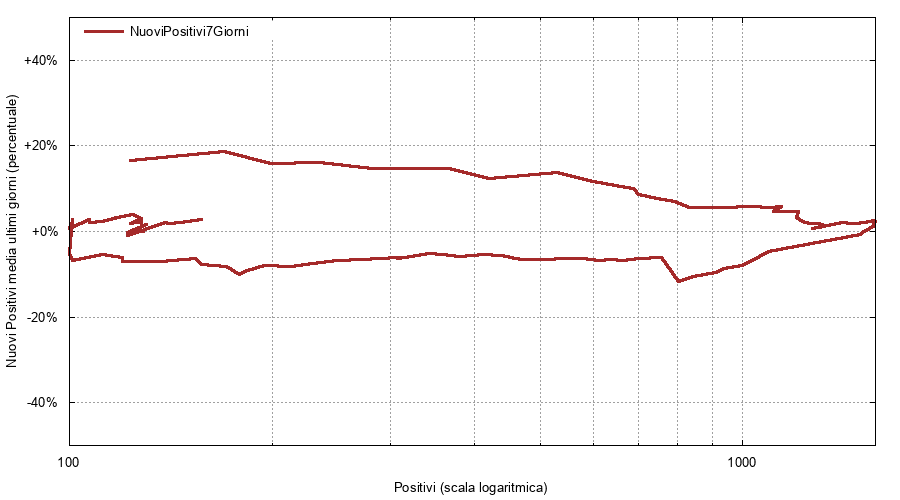 NuoviPositivi7Giorni
+40%
+20%
+0%
-20%
-40%
Nuovi Positivi media ultimi giorni (percentuale)
100
1000
Positivi (scala logaritmica)